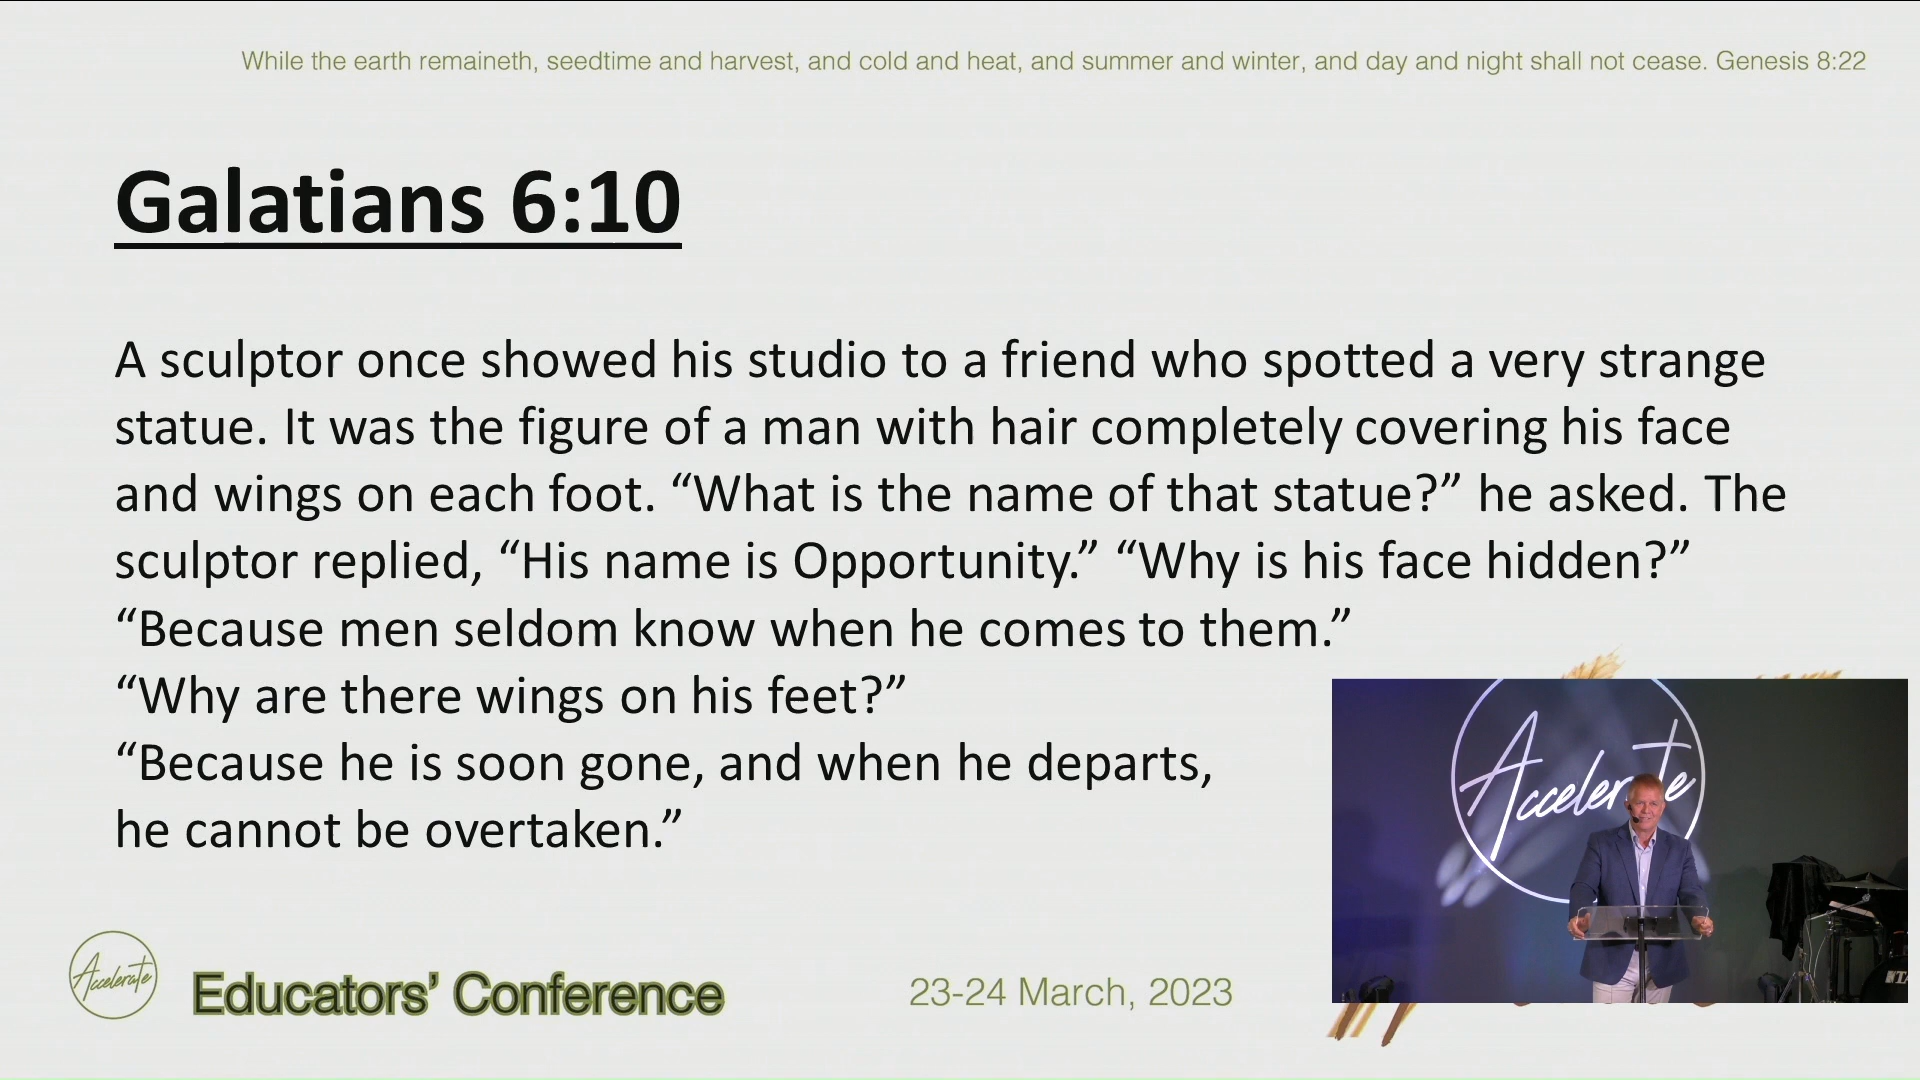 While the earth remaineth, seedtime and harvest, and cold and heat, and summer and winter, and day and night shall not cease. Genesis 8:22
Galatians 6:10
A sculptor once showed his studio to a friend who spotted a very strange
statue. It was the figure of a man with hair completely covering his face
and wings on each foot. “What is the name of that statue?” he asked. The
sculptor replied, “His name is Opportunity.” “Why is his face hidden?”
“Because men seldom know when he comes to them.”
“Why are there wings on his feet?”
“Because he is soon gone, and when he departs,
he cannot be overtaken.”
Accelerate
Accelerate
Educators’ Conference
23-24 March, 2023